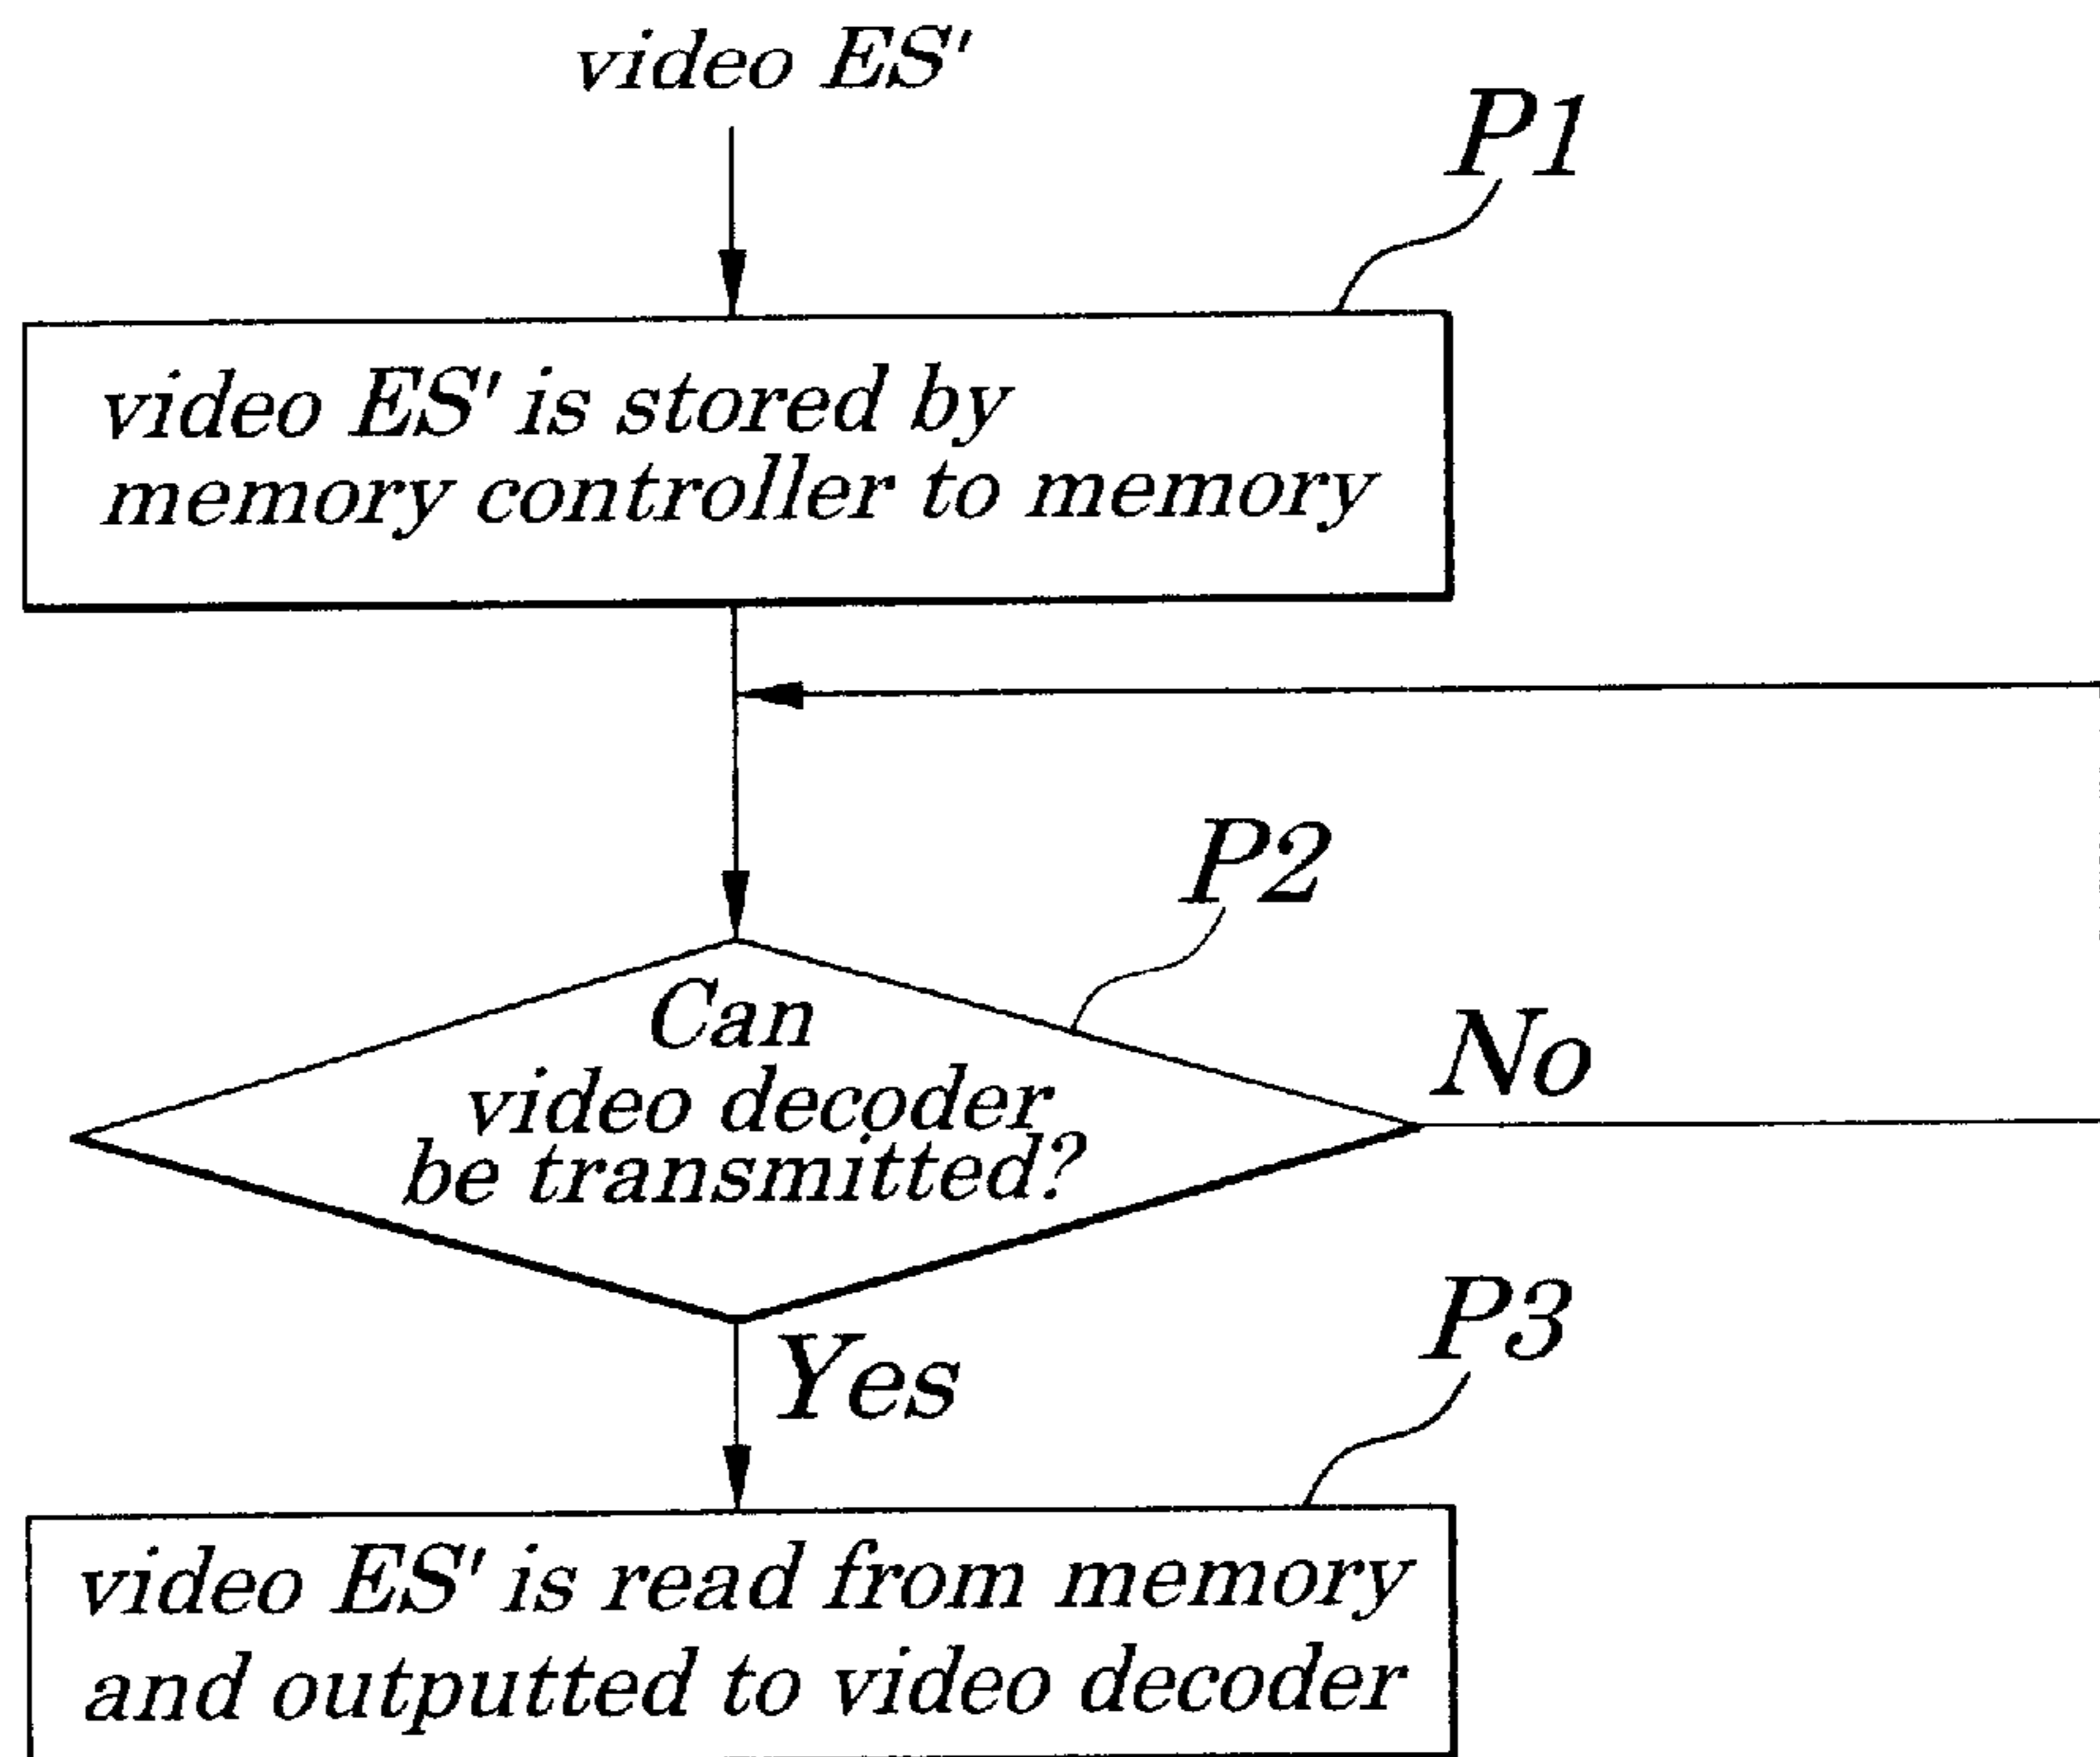 video ES'
P1
video ES' is stored by
memory controller to memory
P2
Can
video decoder
be transmitted?
No
Yes
P3
video ES' is read from memory
and outputted to video decoder